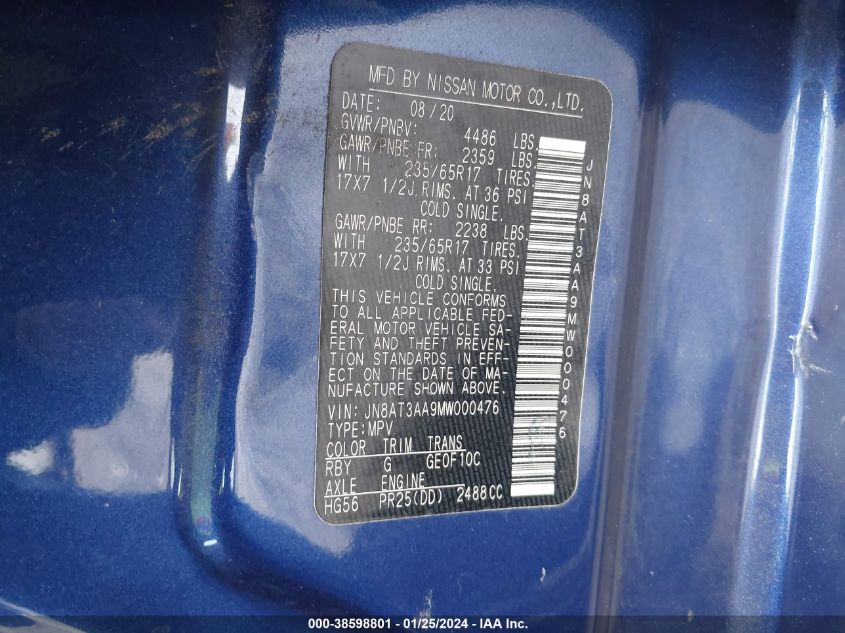 MFD BY NISSAN MOTOR CO.,LTD.
DATE: 08/20
GVWR/PNBV: 4486 LBS.
GAWR/PNBE FR: 2359 LBS.
WITH 235/65R17 TIRES,
17X7 1/2J RIMS. AT 36 PSI
COLD SINGLE.
GAWR/PNBE RR: 2238 LBS.
WITH 235/65R17 TIRES,
17X7 1/2J RIMS. AT 33 PSI
COLD SINGLE.
THIS VEHICLE CONFORMS
TO ALL APPLICABLE FED-
ERAL MOTOR VEHICLE SA-
FETY AND THEFT PREVEN-
TION STANDARDS IN EFF-
ECT ON THE DATE OF MA-
NUFACTURE SHOWN ABOVE.
VIN: JN8AT3AA9MW000476
TYPE:MPV
COLOR TRIM TRANS
RBY G GE0F10C
AXLE ENGINE
HG56 PR25(DD) 2488CC
JN8AT3AA9MW000476
000-38598801 - 01/25/2024 - IAA Inc.